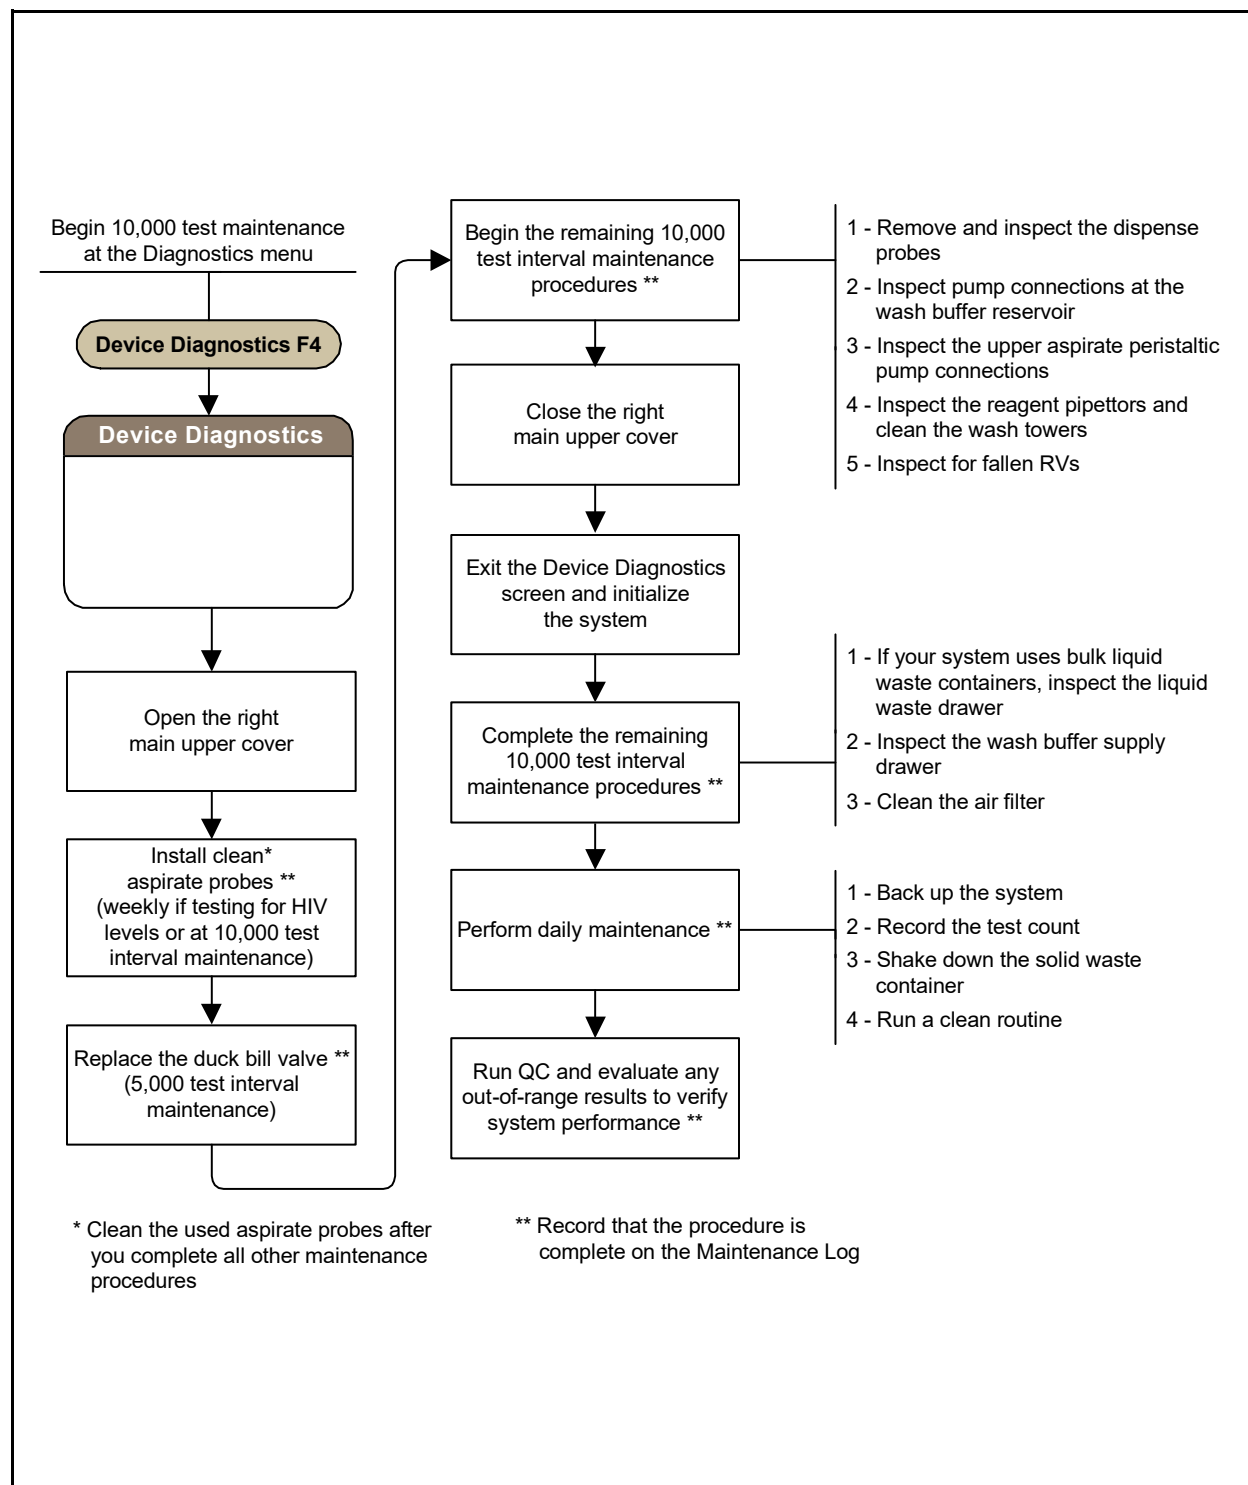 Begin 10,000 test maintenance
at the Diagnostics menu
Device Diagnostics F4
Device Diagnostics
Open the right
main upper cover
Install clean*
aspirate probes **
(weekly if testing for HIV
levels or at 10,000 test
interval maintenance)
Replace the duck bill valve **
(5,000 test interval
maintenance)
Begin the remaining 10,000
test interval maintenance
procedures **
1 - Remove and inspect the dispense
probes
2 - Inspect pump connections at the
wash buffer reservoir
3 - Inspect the upper aspirate peristaltic
pump connections
4 - Inspect the reagent pipettors and
clean the wash towers
5 - Inspect for fallen RVs
Close the right
main upper cover
Exit the Device Diagnostics
screen and initialize
the system
Complete the remaining
10,000 test interval
maintenance procedures **
1 - If your system uses bulk liquid
waste containers, inspect the liquid
waste drawer
2 - Inspect the wash buffer supply
drawer
3 - Clean the air filter
Perform daily maintenance **
1 - Back up the system
2 - Record the test count
3 - Shake down the solid waste
container
4 - Run a clean routine
Run QC and evaluate any
out-of-range results to verify
system performance **
* Clean the used aspirate probes after
you complete all other maintenance
procedures
** Record that the procedure is
complete on the Maintenance Log